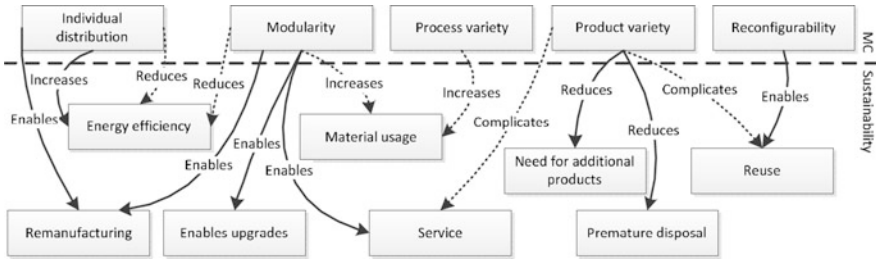 Individual
distribution
Modularity
Process variety
Product variety
Reconfigurability
MC
Sustainability
Increases
Reduces
Reduces
Increases
Increases
Reduces
Complicates
Enables
Enables
Energy efficiency
Material usage
Complicates
Reduces
Enables
Enables
Enables
Need for additional
products
Reuse
Remanufacturing
Enables upgrades
Service
Premature disposal